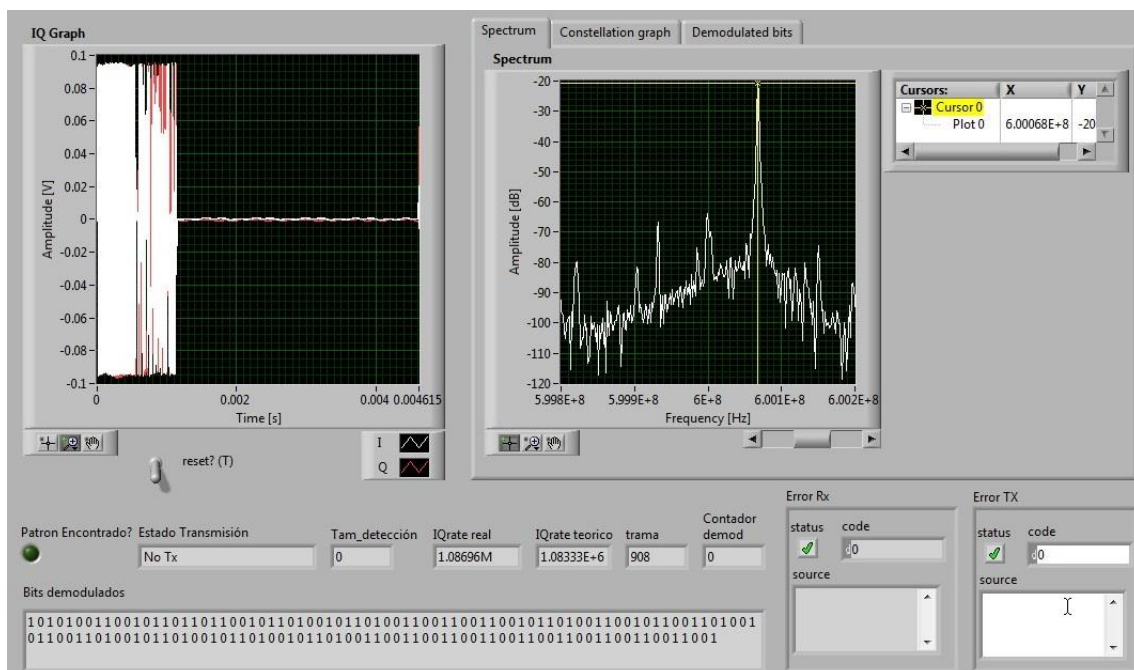 IQ Graph
0.1
0.08
0.06
0.04
0.02
0
-0.02
-0.04
-0.06
-0.08
-0.1
Amplitude [V]
0 0.002 0.004 0.004615
Time [s]
I
Q
reset? (T)
Spectrum Constellation graph Demodulated bits
Spectrum
-20
-30
-40
-50
-60
-70
-80
-90
-100
-110
-120
Amplitude [dB]
5.998E+8 5.999E+8 6E+8 6.001E+8 6.002E+8
Frequency [Hz]
Cursors: X Y
Cursor 0
Plot 0 6.00068E+8 -20
Patron Encontrado? Estado Transmisión Tam_detección IQrate real IQrate teorico trama Contador demod
No Tx 0 1.08696M 1.08333E+6 908 0
Error Rx
status code
d 0
source
Error TX
status code
d 0
source
Bits demodulados